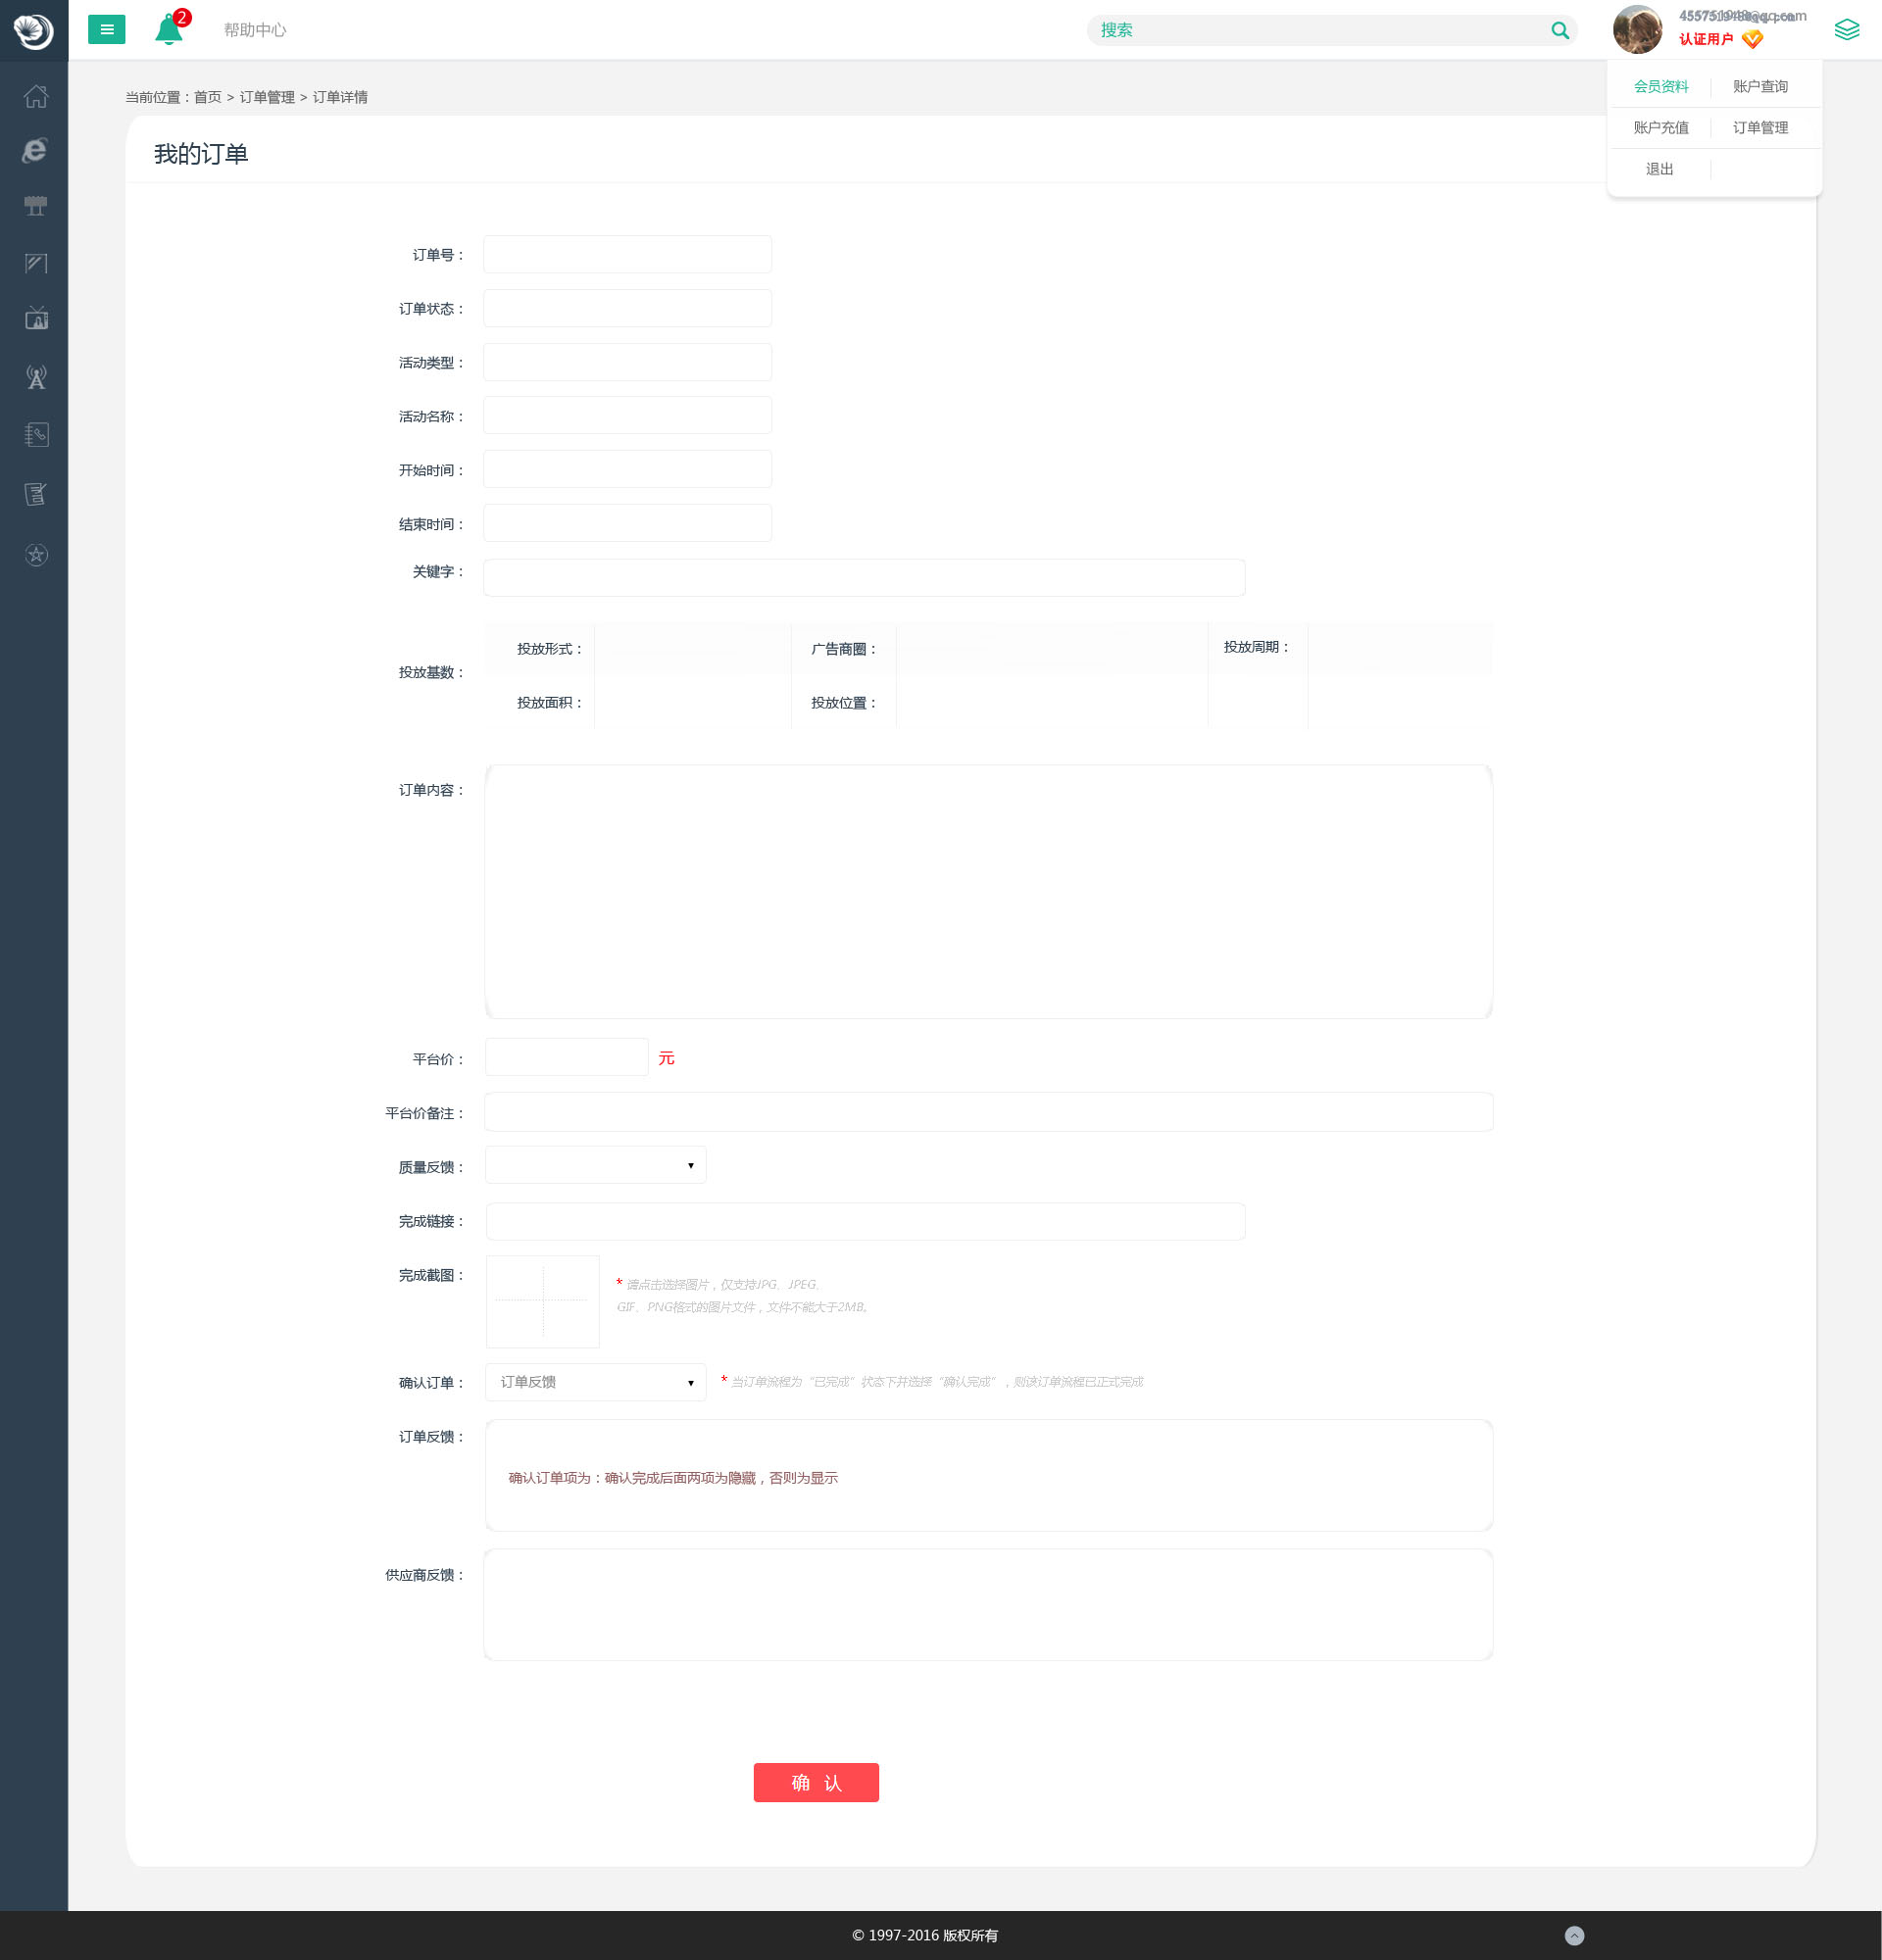 2
帮助中心
搜索
认证用户
会员资料
账户查询
账户充值
订单管理
退出
当前位置：首页 > 订单管理 > 订单详情
我的订单
订单号：
订单状态：
活动类型：
活动名称：
开始时间：
结束时间：
关键字：
投放基数：
投放形式：
广告商圈：
投放周期：
投放面积：
投放位置：
订单内容：
平台价：
元
平台价备注：
质量反馈：
▼
完成链接：
完成截图：
* 请点击选择图片，仅支持JPG、JPEG、
GIF、PNG格式的图片文件，文件不能大于2MB。
确认订单：
订单反馈
▼
* 当订单流程为“已完成”状态下并选择“确认完成”，则该订单流程已正式完成
订单反馈：
确认订单项为：确认完成后面两项为隐藏，否则为显示
供应商反馈：
确 认
© 1997-2016 版权所有